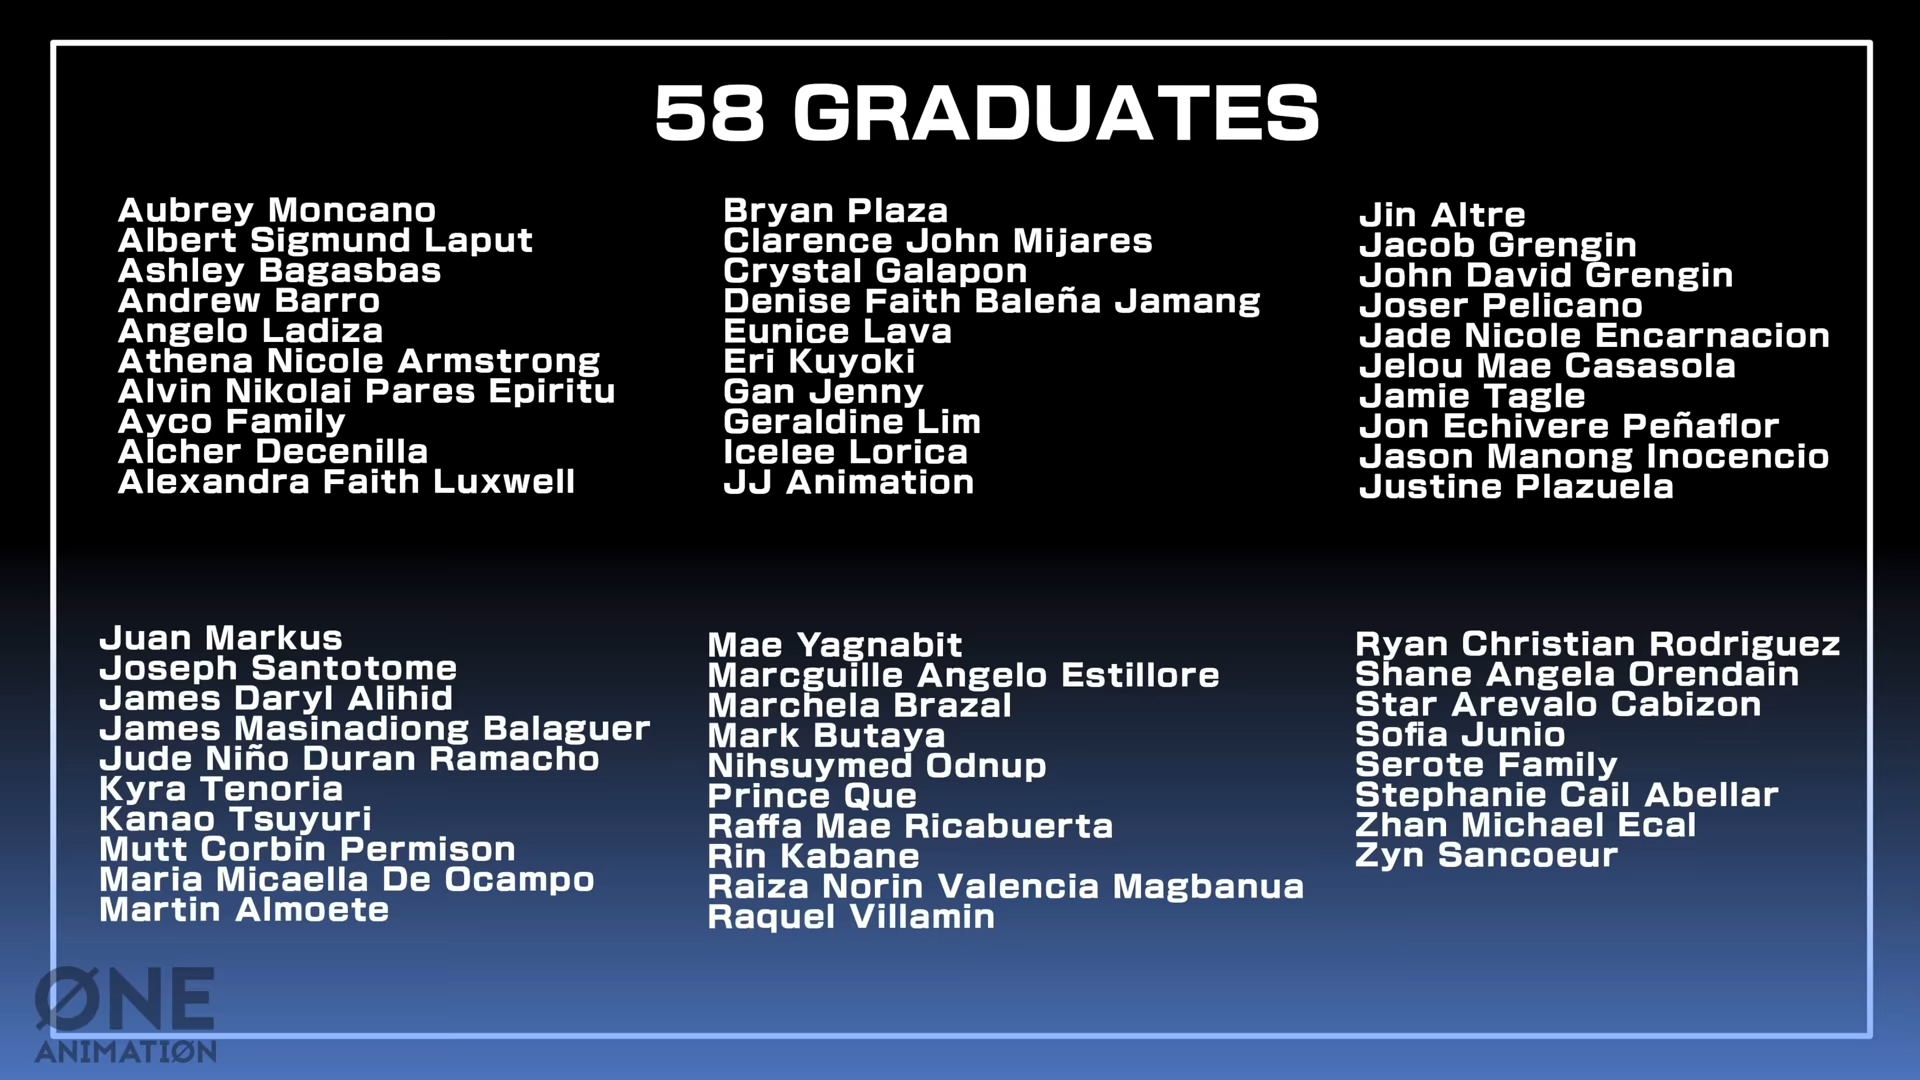 58 GRADUATES
Aubrey Moncano
Albert Sigmund Laput
Ashley Bagasbas
Andrew Barro
Angelo Ladiza
Athena Nicole Armstrong
Alvin Nikolai Pares Epiritu
Ayco Family
Alcher Decenilla
Alexandra Faith Luxwell
Bryan Plaza
Clarence John Mijares
Crystal Galapon
Denise Faith Baleña Jamang
Eunice Lava
Eri Kuyoki
Gan Jenny
Geraldine Lim
Icelee Lorica
JJ Animation
Jin Altre
Jacob Grengin
John David Grengin
Joser Pelicano
Jade Nicole Encarnacion
Jelou Mae Casasola
Jamie Tagle
Jon Echivere Peñaflor
Jason Manong Inocencio
Justine Plazuela
Juan Markus
Joseph Santotome
James Daryl Alihid
James Masinadiong Balaguer
Jude Niño Duran Ramacho
Kyra Tenoria
Kanao Tsuyuri
Mutt Corbin Permison
Maria Micaella De Ocampo
Martin Almoete
Mae Yagnabit
Marcguille Angelo Estillore
Marchela Brazal
Mark Butaya
Nihsuymed Odnup
Prince Que
Raffa Mae Ricabuerta
Rin Kabane
Raiza Norin Valencia Magbanua
Raquel Villamin
Ryan Christian Rodriguez
Shane Angela Orendain
Star Arevalo Cabizon
Sofia Junio
Serote Family
Stephanie Cail Abellar
Zhan Michael Ecal
Zyn Sancoeur
ØNE
ANIMATIØN